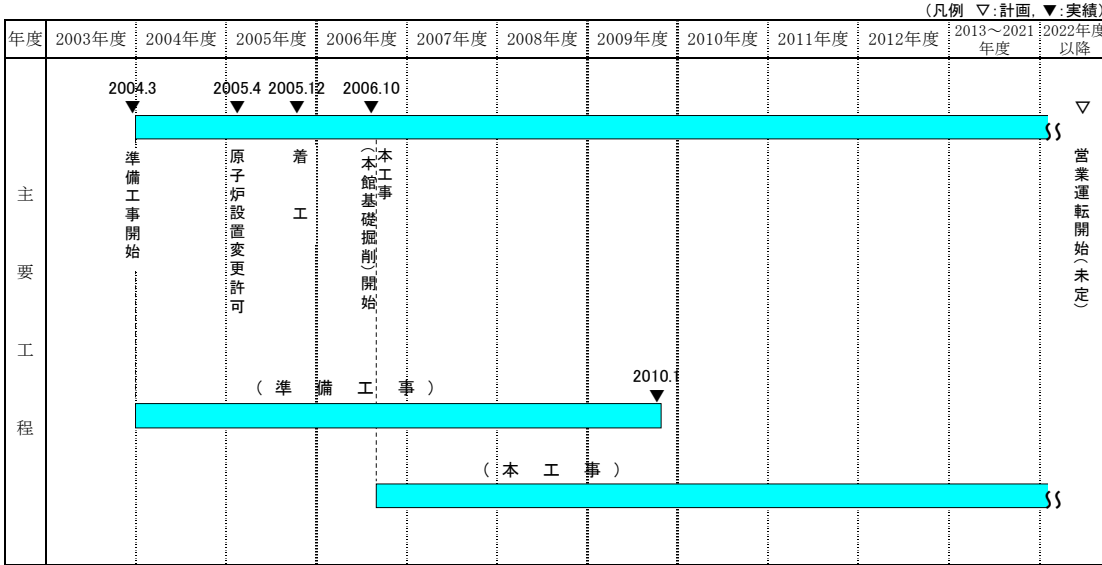 (凡例 ▽:計画, ▼:実績)
年度 2003年度 2004年度 2005年度 2006年度 2007年度 2008年度 2009年度 2010年度 2011年度 2012年度 2013～2021年度 2022年度以降
主要工程
2004.3 2005.4 2005.12 2006.10
▼ ▼ ▼ ▼ ▽
準備工事開始
原子炉設置変更許可
着工
本工事
(本館基礎掘削)開始
営業運転開始(未定)
(準備工事)
2010.1
▼
(本工事)